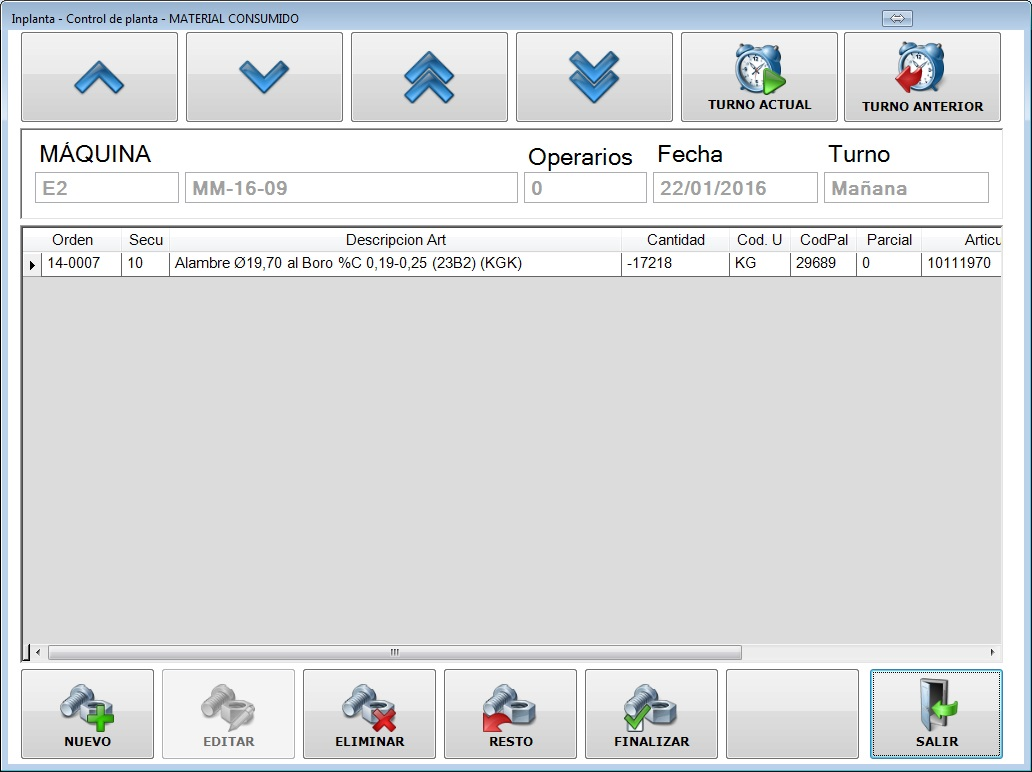 Inplanta - Control de planta - MATERIAL CONSUMIDO
TURNO ACTUAL
TURNO ANTERIOR
MÁQUINA Operarios Fecha Turno
E2 MM-16-09 0 22/01/2016 Mañana
Orden Secu Descripcion Art Cantidad Cod. U CodPal Parcial Articu
14-0007 10 Alambre Ø19,70 al Boro %C 0,19-0,25 (23B2) (KGK) -17218 KG 29689 0 10111970
NUEVO
EDITAR
ELIMINAR
RESTO
FINALIZAR
SALIR